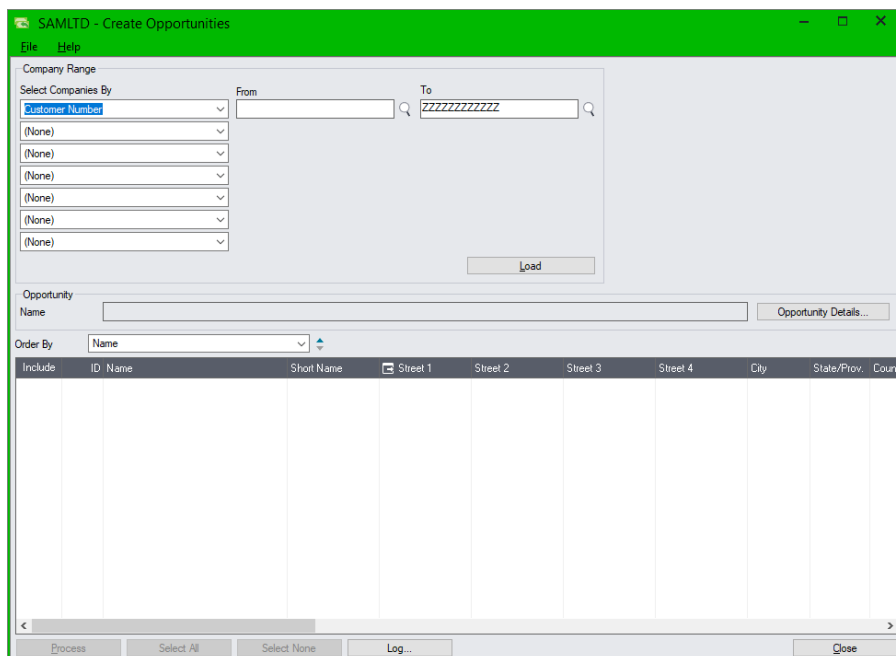 SAMLTD - Create Opportunities
File Help
Company Range
Select Companies By From To
Customer Number ZZZZZZZZZZZZ
(None)
(None)
(None)
(None)
(None)
(None)
Load
Opportunity
Name Opportunity Details...
Order By Name
Include ID Name Short Name Street 1 Street 2 Street 3 Street 4 City State/Prov. Coun
Process Select All Select None Log... Close